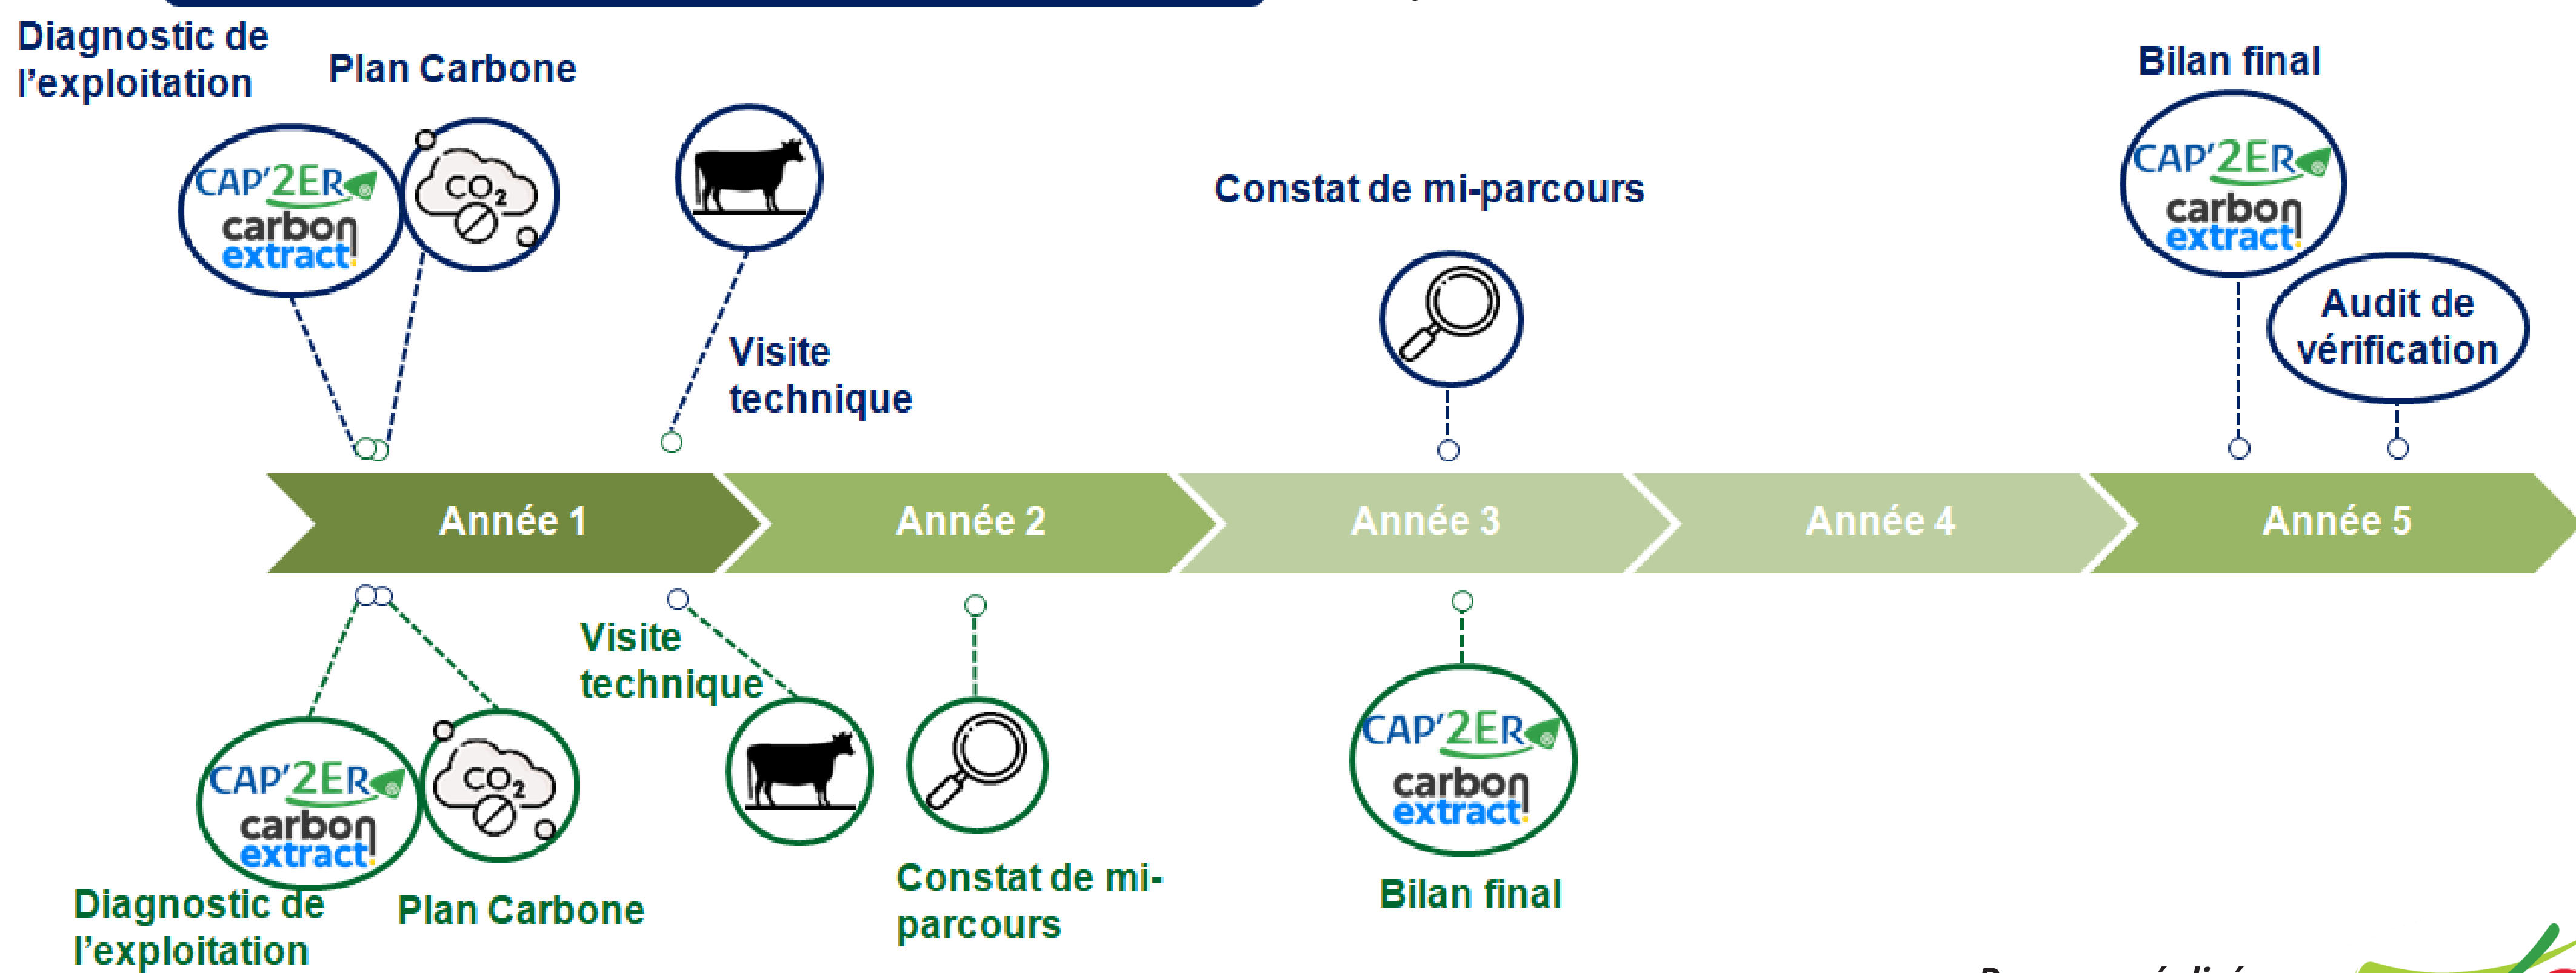 Diagnostic de
l'exploitation
Plan Carbone
Bilan final
CAP'2ER
carbon
extract!
CO2
CAP'2ER
carbon
extract!
Constat de mi-parcours
Audit de
vérification
Visite
technique
Année 1
Année 2
Année 3
Année 4
Année 5
Visite
technique
CAP'2ER
carbon
extract!
CO2
CAP'2ER
carbon
extract!
Diagnostic de
l'exploitation
Plan Carbone
Constat de mi-
parcours
Bilan final